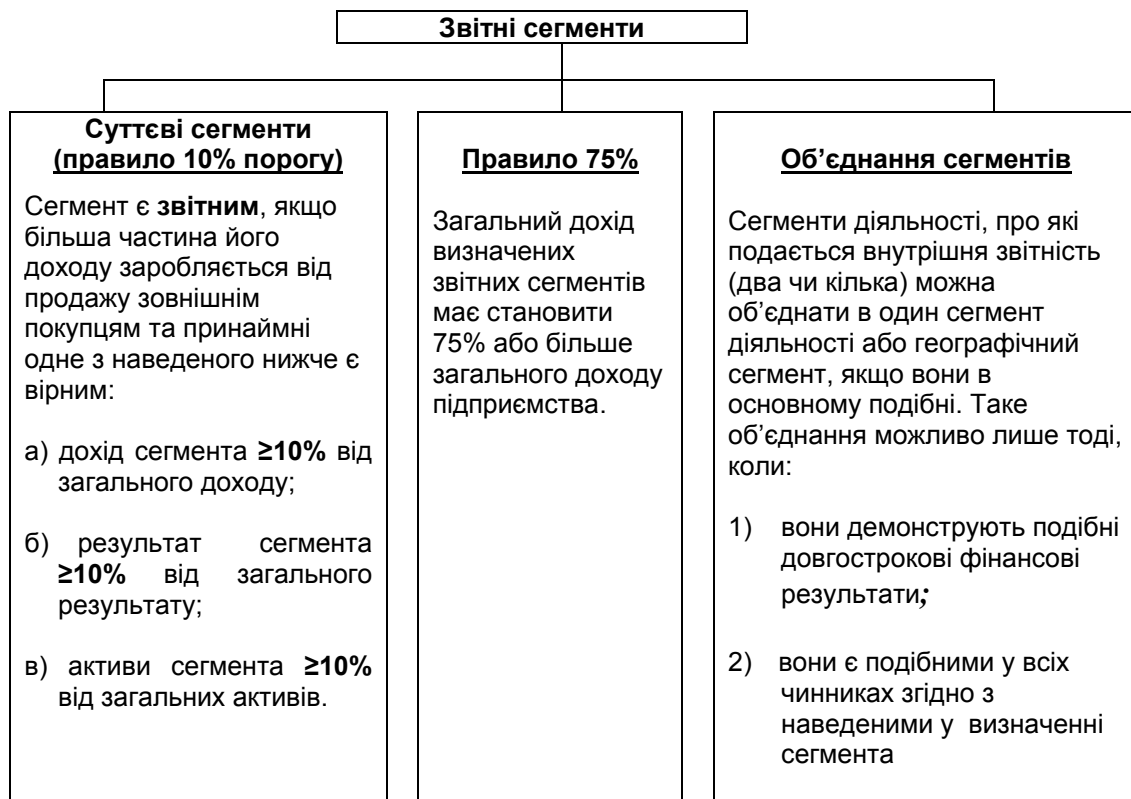 Звітні сегменти
Суттєві сегменти
(правило 10% порогу)
Сегмент є звітним, якщо
більша частина його
доходу заробляється від
продажу зовнішнім
покупцям та принаймні
одне з наведеного нижче є
вірним:
а) дохід сегмента ≥10% від
загального доходу;
б) результат сегмента
≥10% від загального
результату;
в) активи сегмента ≥10%
від загальних активів.
Правило 75%
Загальний дохід
визначених
звітних сегментів
має становити
75% або більше
загального доходу
підприємства.
Об’єднання сегментів
Сегменти діяльності, про які
подається внутрішня звітність
(два чи кілька) можна
об’єднати в один сегмент
діяльності або географічний
сегмент, якщо вони в
основному подібні. Таке
об’єднання можливо лише тоді,
коли:
1) вони демонструють подібні
довгострокові фінансові
результати;
2) вони є подібними у всіх
чинниках згідно з
наведеними у визначенні
сегмента